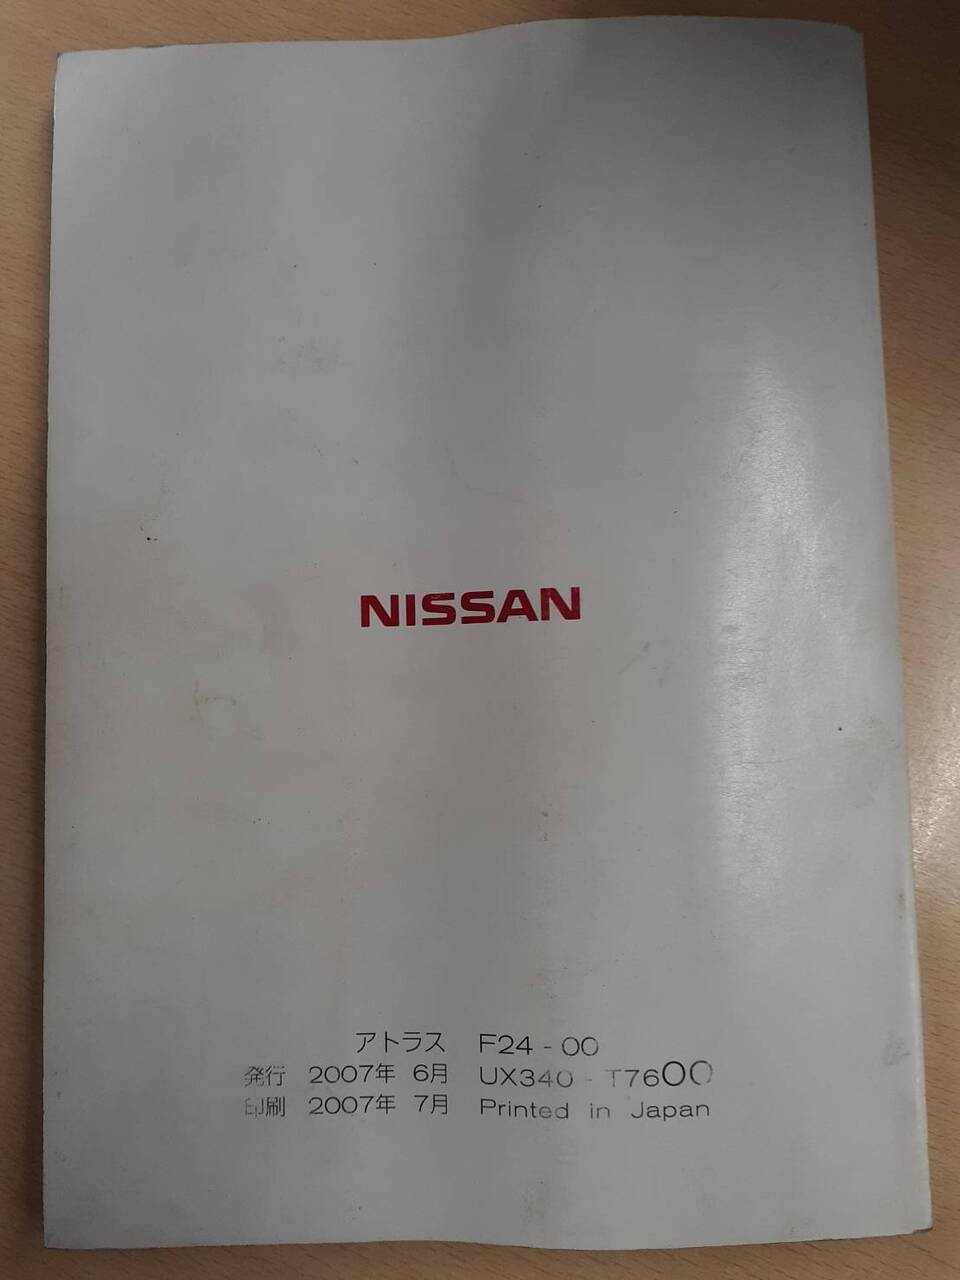 NISSAN
アトラス F24-00
発行 2007年 6月 UX340-T7600
印刷 2007年 7月 Printed in Japan